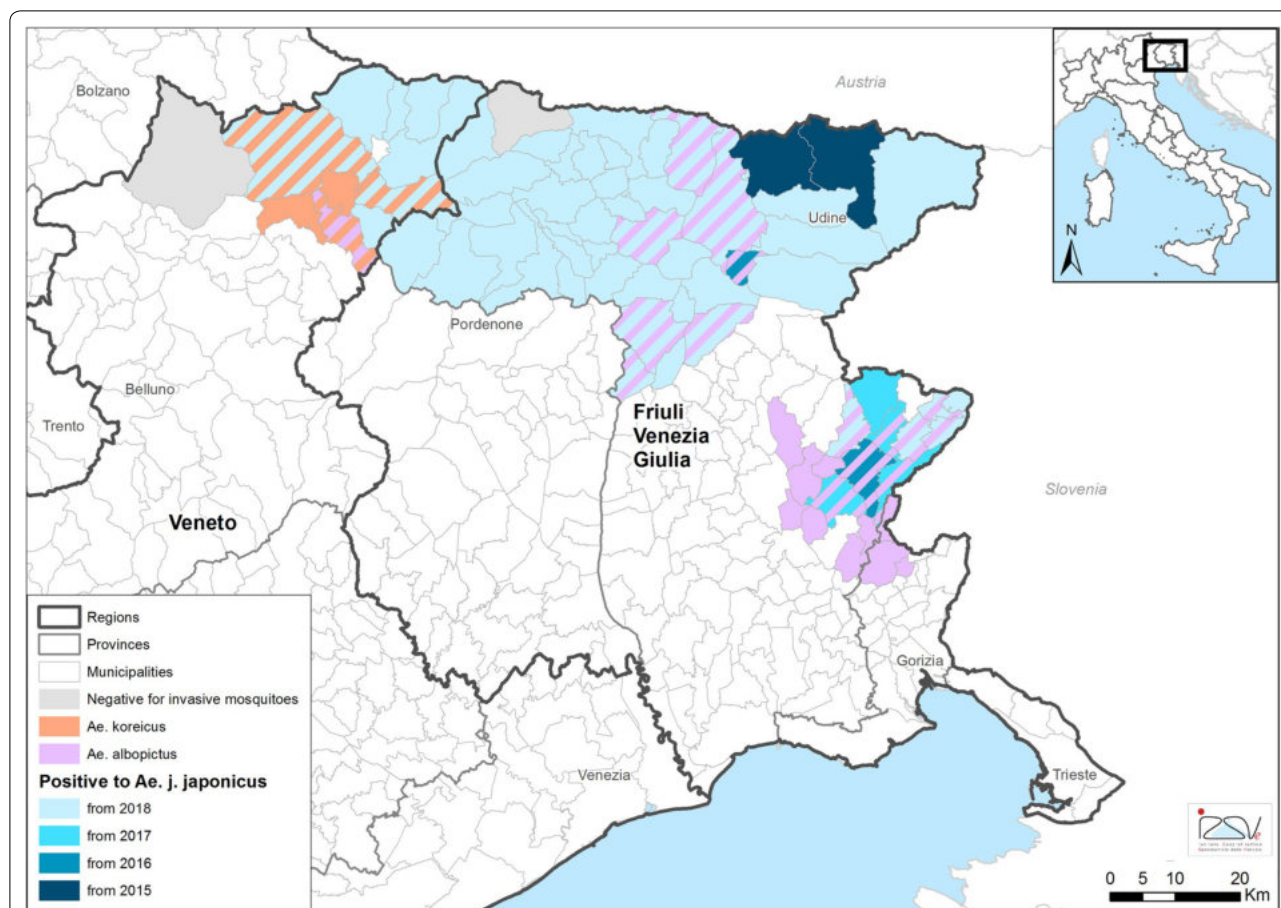 Bolzano
Austria
N
Udine
Pordenone
Belluno
Trento
Friuli
Venezia
Giulia
Slovenia
Veneto
Gorizia
Venezia
Trieste
Regions
Provinces
Municipalities
Negative for invasive mosquitoes
Ae. koreicus
Ae. albopictus
Positive to Ae. j. japonicus
from 2018
from 2017
from 2016
from 2015
0 5 10 20
Km